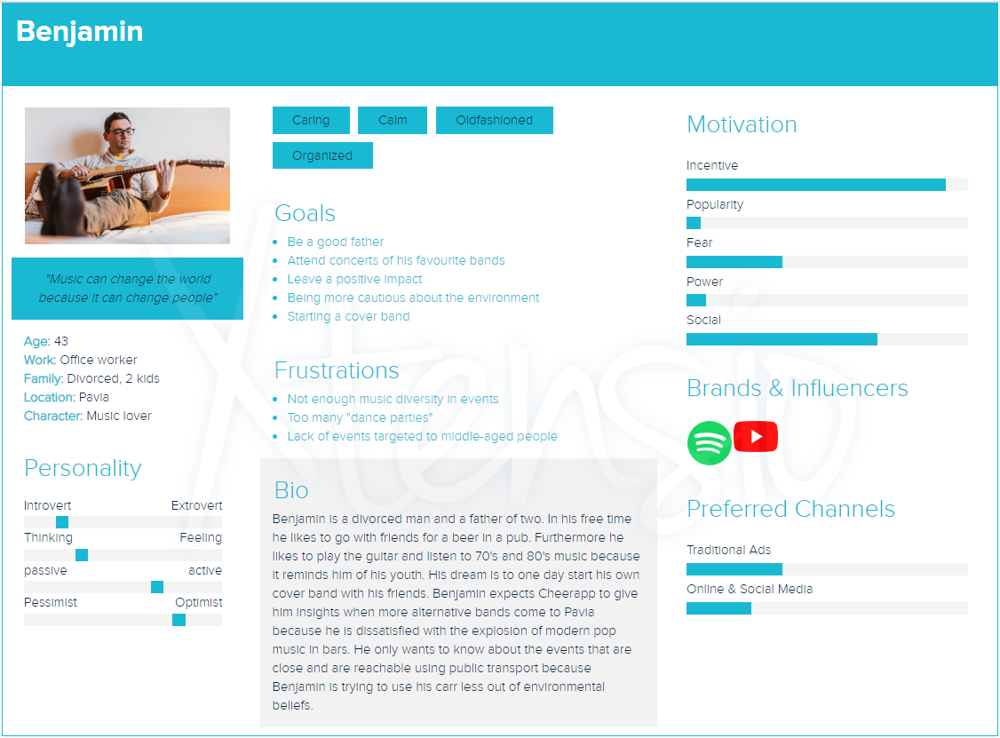 Benjamin
"Music can change the world
because it can change people"
Age: 43
Work: Office worker
Family: Divorced, 2 kids
Location: Pavia
Character: Music lover
Personality
Introvert Extrovert
Thinking Feeling
passive active
Pessimist Optimist
Caring Calm Oldfashioned
Organized
Goals
Be a good father
Attend concerts of his favourite bands
Leave a positive impact
Being more cautious about the environment
Starting a cover band
Frustrations
Not enough music diversity in events
Too many "dance parties"
Lack of events targeted to middle-aged people
Bio
Benjamin is a divorced man and a father of two. In his free time
he likes to go with friends for a beer in a pub. Furthermore he
likes to play the guitar and listen to 70's and 80's music because
it reminds him of his youth. His dream is to one day start his own
cover band with his friends. Benjamin expects Cheerapp to give
him insights when more alternative bands come to Pavia
because he is dissatisfied with the explosion of modern pop
music in bars. He only wants to know about the events that are
close and are reachable using public transport because
Benjamin is trying to use his carr less out of environmental
beliefs.
Motivation
Incentive
Popularity
Fear
Power
Social
Brands & Influencers
Preferred Channels
Traditional Ads
Online & Social Media
Xtensio